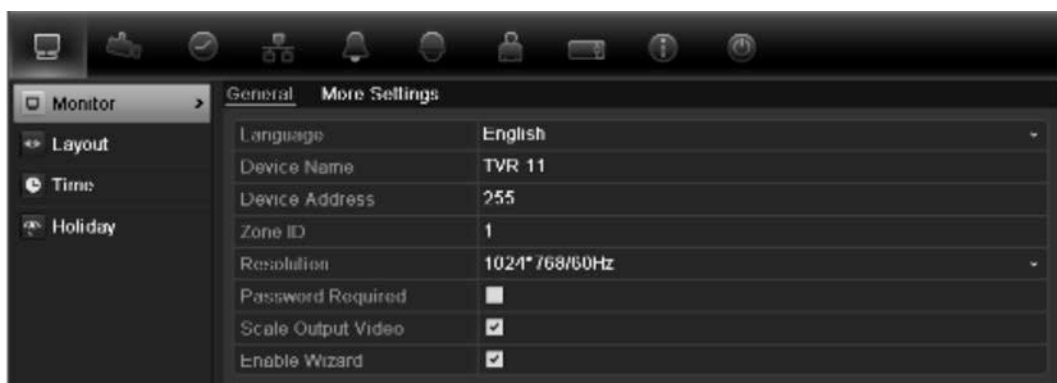 Monitor
Layout
Time
Holiday
General More Settings
Language English
Device Name TVR 11
Device Address 255
Zone ID 1
Resolution 1024*768/60Hz
Password Required
Scale Output Video
Enable Wizard